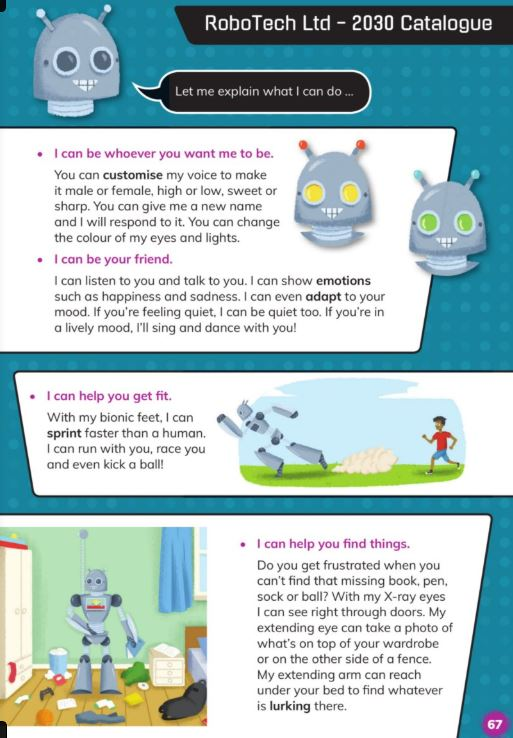 RoboTech Ltd – 2030 Catalogue
Let me explain what I can do ...
• I can be whoever you want me to be.
You can customise my voice to make
it male or female, high or low, sweet or
sharp. You can give me a new name
and I will respond to it. You can change
the colour of my eyes and lights.
• I can be your friend.
I can listen to you and talk to you. I can show emotions
such as happiness and sadness. I can even adapt to your
mood. If you’re feeling quiet, I can be quiet too. If you’re in
a lively mood, I’ll sing and dance with you!
• I can help you get fit.
With my bionic feet, I can
sprint faster than a human.
I can run with you, race you
and even kick a ball!
• I can help you find things.
Do you get frustrated when you
can’t find that missing book, pen,
sock or ball? With my X-ray eyes
I can see right through doors. My
extending eye can take a photo of
what’s on top of your wardrobe
or on the other side of a fence.
My extending arm can reach
under your bed to find whatever
is lurking there.
67